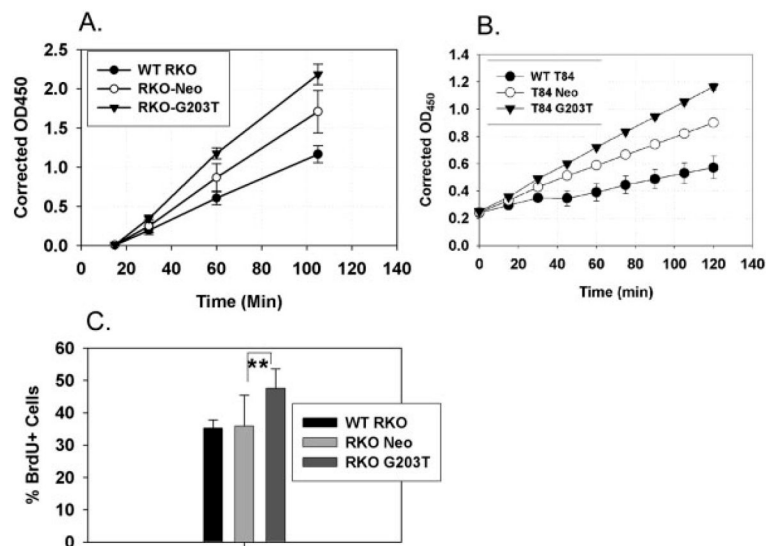 A.
Corrected OD450
2.5
2.0
1.5
1.0
0.5
0.0
WT RKO
RKO-Neo
RKO-G203T
0 20 40 60 80 100 120 140
Time (Min)
B.
Corrected OD450
1.4
1.2
1.0
0.8
0.6
0.4
0.2
0.0
WT T84
T84 Neo
T84 G203T
0 20 40 60 80 100 120 140
Time (min)
C.
% BrdU+ Cells
60
50
40
30
20
10
0
**
WT RKO
RKO Neo
RKO G203T